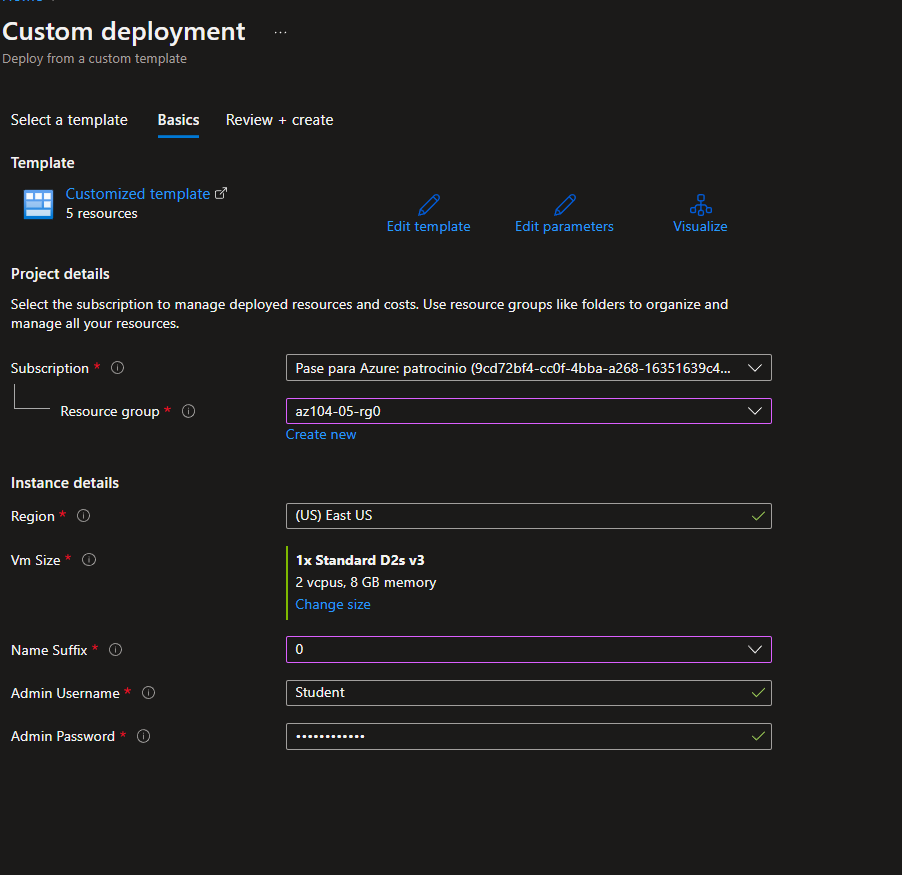 Custom deployment ...
Deploy from a custom template
Select a template Basics Review + create
Template
Customized template
5 resources
Edit template Edit parameters Visualize
Project details
Select the subscription to manage deployed resources and costs. Use resource groups like folders to organize and
manage all your resources.
Subscription * Pase para Azure: patrocinio (9cd72bf4-cc0f-4bba-a268-16351639c4...
Resource group * az104-05-rg0
Create new
Instance details
Region * (US) East US
Vm Size * 1x Standard D2s v3
2 vcpus, 8 GB memory
Change size
Name Suffix * 0
Admin Username * Student
Admin Password * ••••••••••••